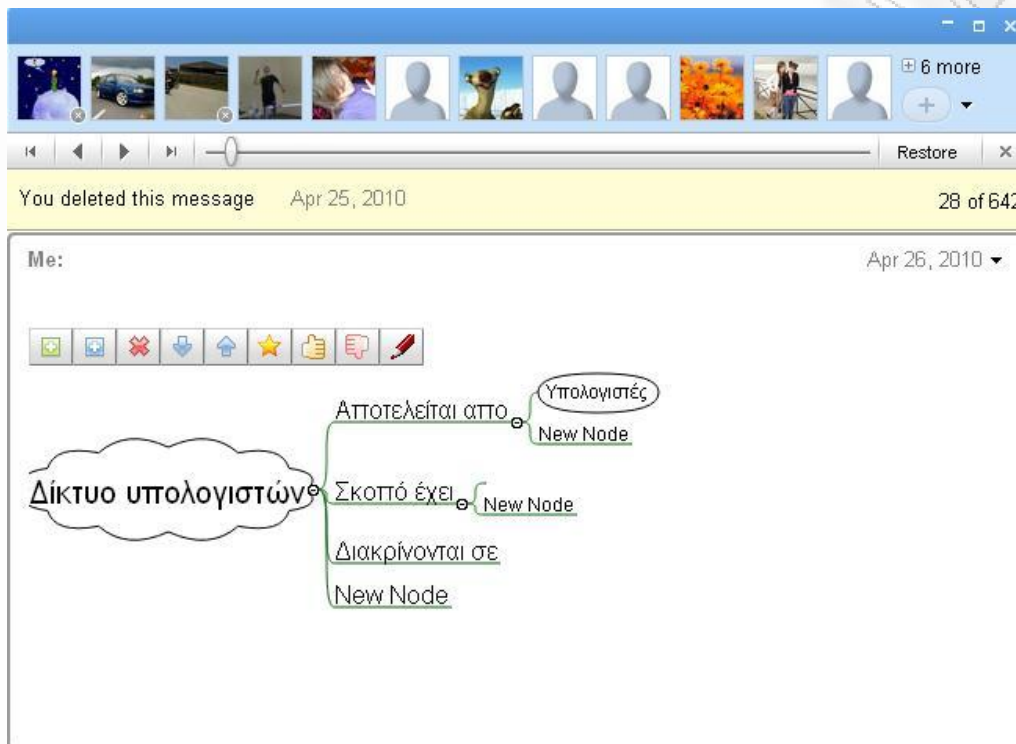 6 more
Restore
You deleted this message Apr 25, 2010 28 of 642
Me: Apr 26, 2010
Υπολογιστές
Αποτελείται απο
New Node
Δίκτυο υπολογιστών
Σκοπό έχει
New Node
Διακρίνονται σε
New Node